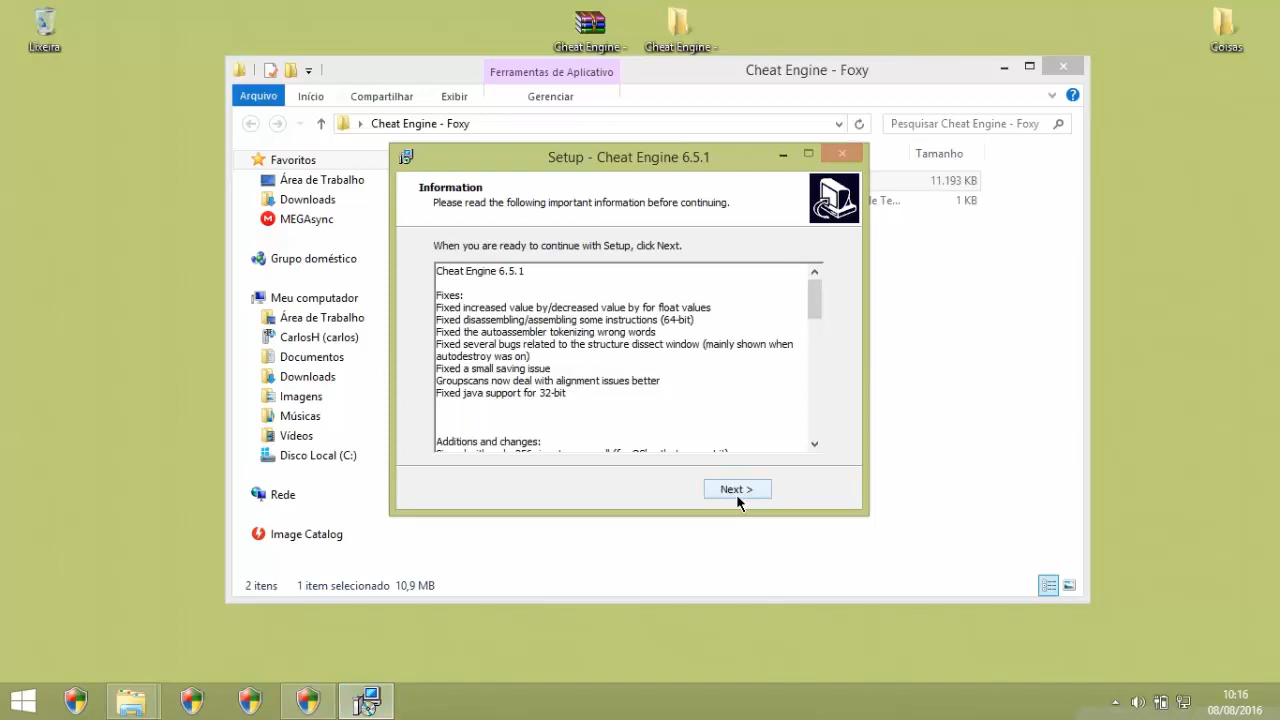 Lixeira
Cheat Engine -
Cheat Engine -
Coisas
Ferramentas de Aplicativo
Cheat Engine - Foxy
Arquivo
Início
Compartilhar
Exibir
Gerenciar
Cheat Engine - Foxy
Pesquisar Cheat Engine - Foxy
Favoritos
Área de Trabalho
Downloads
MEGAsync
Grupo doméstico
Meu computador
Área de Trabalho
CarlosH (carlos)
Documentos
Downloads
Imagens
Músicas
Vídeos
Disco Local (C:)
Rede
Image Catalog
Tamanho
11.193 KB
de Te...
1 KB
Setup - Cheat Engine 6.5.1
Information
Please read the following important information before continuing.
When you are ready to continue with Setup, click Next.
Cheat Engine 6.5.1
Fixes:
Fixed increased value by/decreased value by for float values
Fixed disassembling/assembling some instructions (64-bit)
Fixed the autoassembler tokenizing wrong words
Fixed several bugs related to the structure dissect window (mainly shown when
autodestroy was on)
Fixed a small saving issue
Groupscans now deal with alignment issues better
Fixed java support for 32-bit
Additions and changes:
Next >
2 itens
1 item selecionado 10,9 MB
10:16
08/08/2016